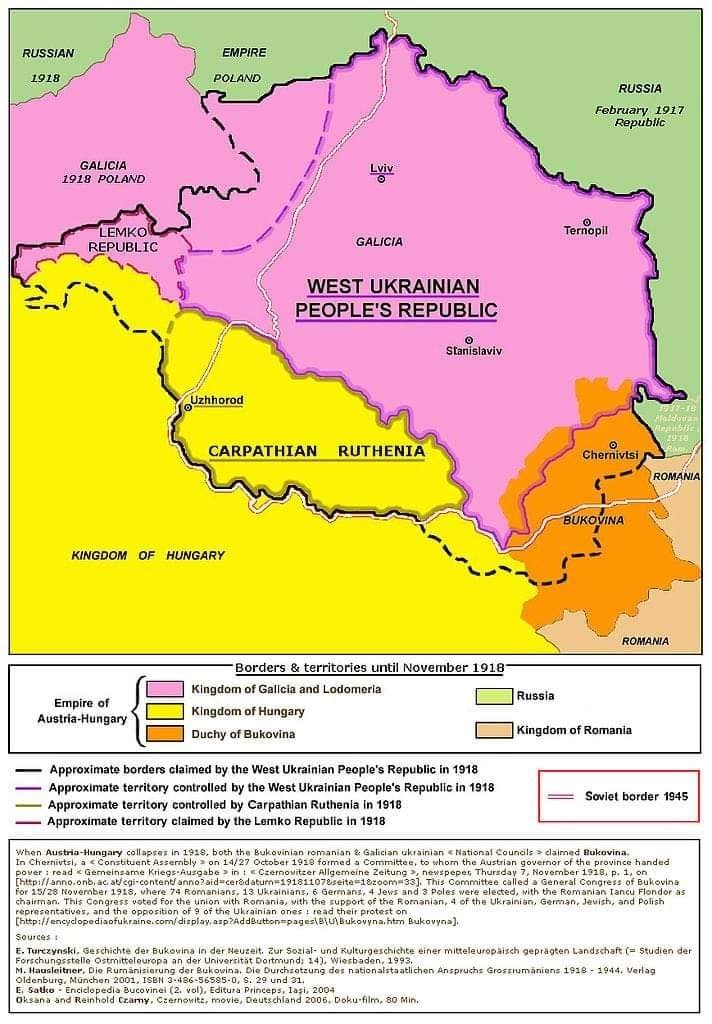 RUSSIAN EMPIRE
1918 POLAND
RUSSIA
February 1917
Republic
GALICIA
1918 POLAND
Lviv
LEMKO
REPUBLIC
GALICIA
Ternopil
WEST UKRAINIAN
PEOPLE'S REPUBLIC
Stanislaviv
Uzhhorod
1917-18
Moldovan
Republic
1918
CARPATHIAN RUTHENIA
Chernivtsi
ROMANIA
BUKOVINA
KINGDOM OF HUNGARY
ROMANIA
Borders & territories until November 1918
Empire of
Austria-Hungary
Kingdom of Galicia and Lodomeria
Kingdom of Hungary
Duchy of Bukovina
Russia
Kingdom of Romania
Approximate borders claimed by the West Ukrainian People's Republic in 1918
Approximate territory controlled by the West Ukrainian People's Republic in 1918
Approximate territory controlled by Carpathian Ruthenia in 1918
Approximate territory claimed by the Lemko Republic in 1918
Soviet border 1945
When Austria-Hungary collapses in 1918, both the Bukovinian romanian & Galician ukrainian « National Councils » claimed Bukovina.
In Chernivtsi, a « Constituent Assembly » on 14/27 October 1918 formed a Committee, to whom the Austrian governor of the province handed
pover : read « Gemeinsame Kriegs-Ausgabe » in : « Czernowitzer Allgemeine Zeitung », newspeper, Thursday 7, November 1918, p. 1, on
[http://anno.onb.ac.at/cgi-content/anno?aid=cer&datum=19181107&seite=1&zoom=33]. This Committee called a General Congress of Bukovina
for 15/28 November 1918, where 74 Romanians, 13 Ukrainians, 6 Germans, 4 Jews and 3 Poles were elected, with the Romanian Iancu Flondor as
chairman. This Congress voted for the union with Romania, with the support of the Romanian, 4 of the Ukrainian, German, Jewish, and Polish
representatives, and the opposition of 9 of the Ukrainian ones : read their protest on
[http://encyclopediaofukraine.com/display.asp?AddButton=pages\B\U\Bukovyna.htm Bukovyna].
Sources :
E. Turczynski, Geschichte der Bukowina in der Neuzeit. Zur Sozial- und Kulturgeschichte einer mitteleuropäisch geprägten Landschaft (= Studien der
Forschungsstelle Ostmitteleuropa an der Universität Dortmund; 14), Wiesbaden, 1993.
M. Hausleitner, Die Rumänisierung der Bukowina. Die Durchsetzung des nationalstaatlichen Anspruchs Grossrumäniens 1918 - 1944. Verlag
Oldenburg, München 2001, ISBN 3-486-56585-0, S. 29 und 31.
E. Satko - Enciclopedia Bucovinei (2. vol), Editura Princeps, Iaşi, 2004
Oksana and Reinhold Czarny, Czernowitz, movie, Deutschland 2006, Doku-film, 80 Min.